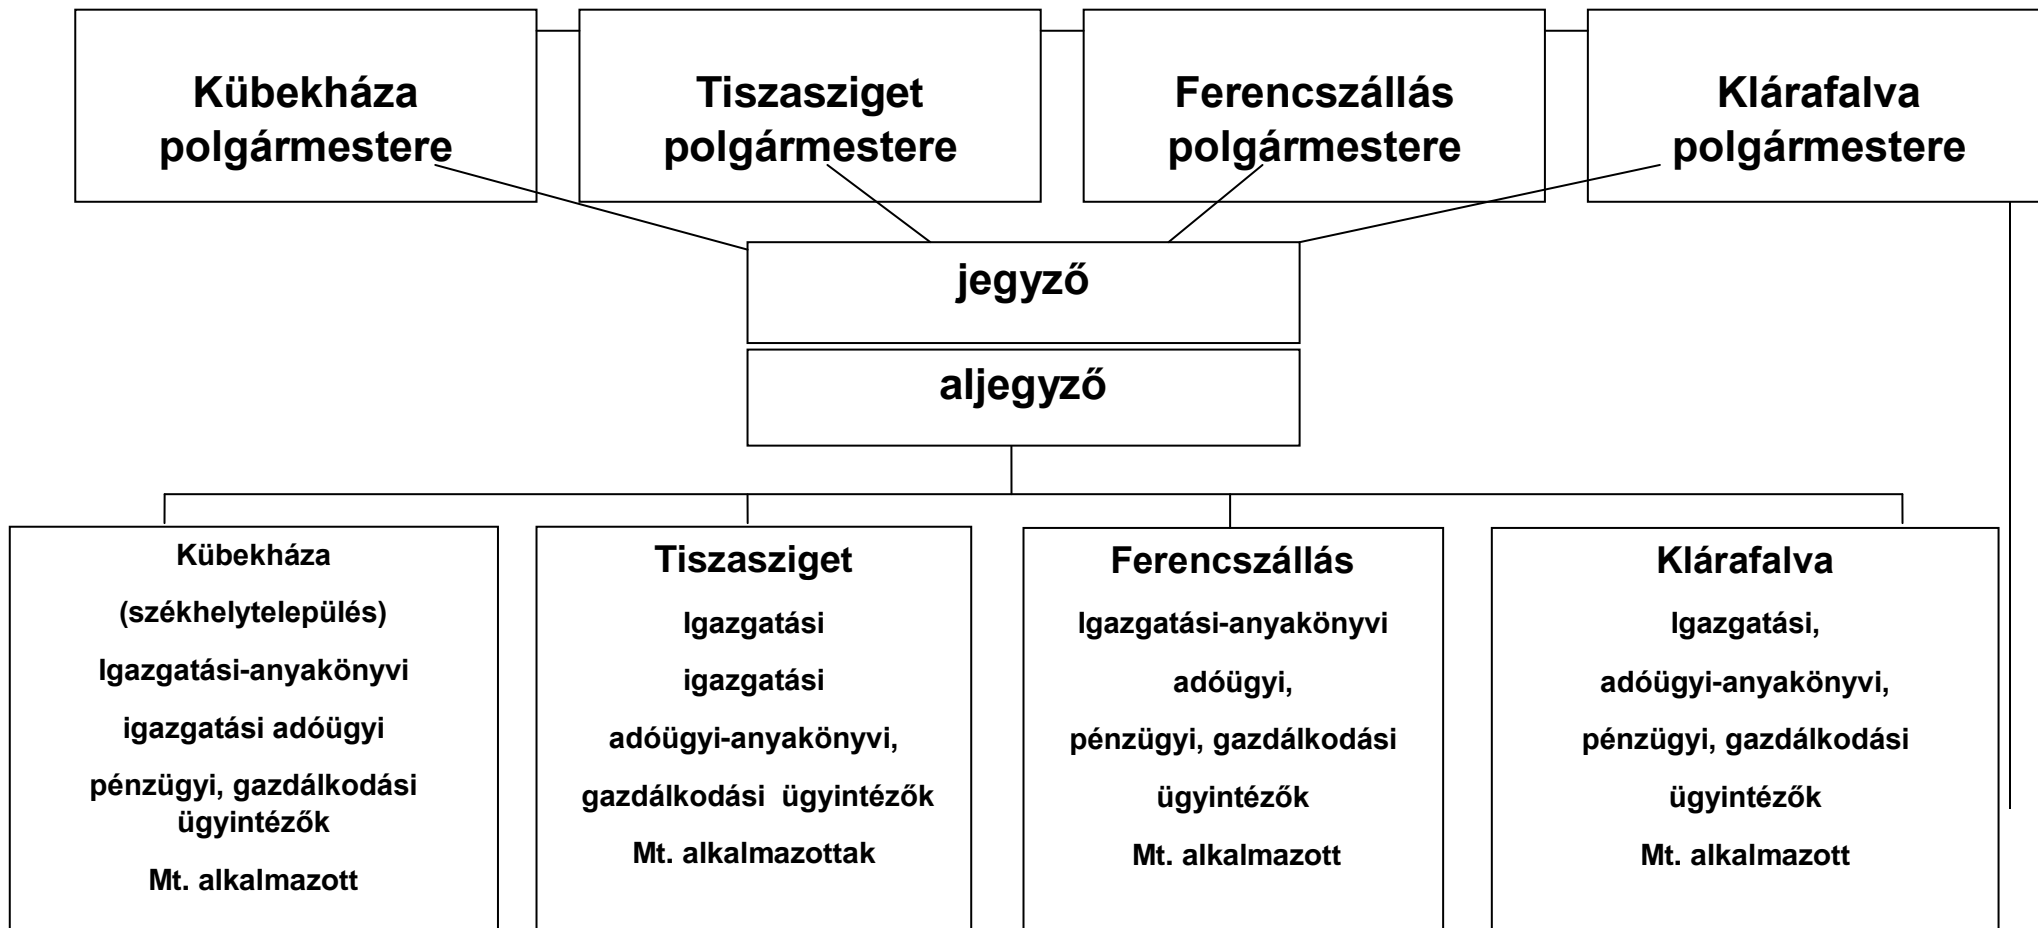 Kübekháza
polgármestere
Tiszasziget
polgármestere
Ferencszállás
polgármestere
Klárafalva
polgármestere
jegyző
aljegyző
Kübekháza
(székhelytelepülés)
Igazgatási-anyakönyvi
igazgatási adóügyi
pénzügyi, gazdálkodási
ügyintézők
Mt. alkalmazott
Tiszasziget
Igazgatási
igazgatási
adóügyi-anyakönyvi,
gazdálkodási ügyintézők
Mt. alkalmazottak
Ferencszállás
Igazgatási-anyakönyvi
adóügyi,
pénzügyi, gazdálkodási
ügyintézők
Mt. alkalmazott
Klárafalva
Igazgatási,
adóügyi-anyakönyvi,
pénzügyi, gazdálkodási
ügyintézők
Mt. alkalmazott